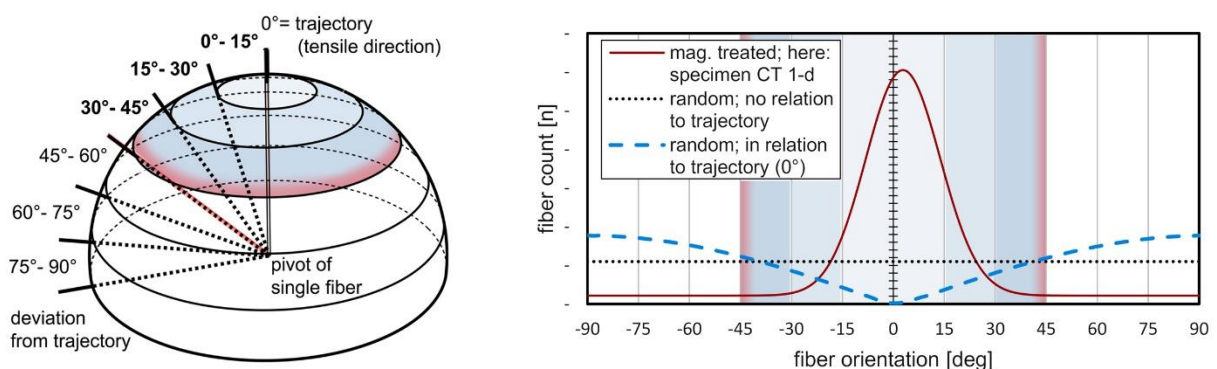 0°= trajectory
(tensile direction)
0°- 15°
15°- 30°
30°- 45°
45°- 60°
60°- 75°
75°- 90°
deviation
from trajectory
pivot of
single fiber
fiber count [n]
mag. treated; here:
specimen CT 1-d
random; no relation
to trajectory
random; in relation
to trajectory (0°)
-90 -75 -60 -45 -30 -15 0 15 30 45 60 75 90
fiber orientation [deg]